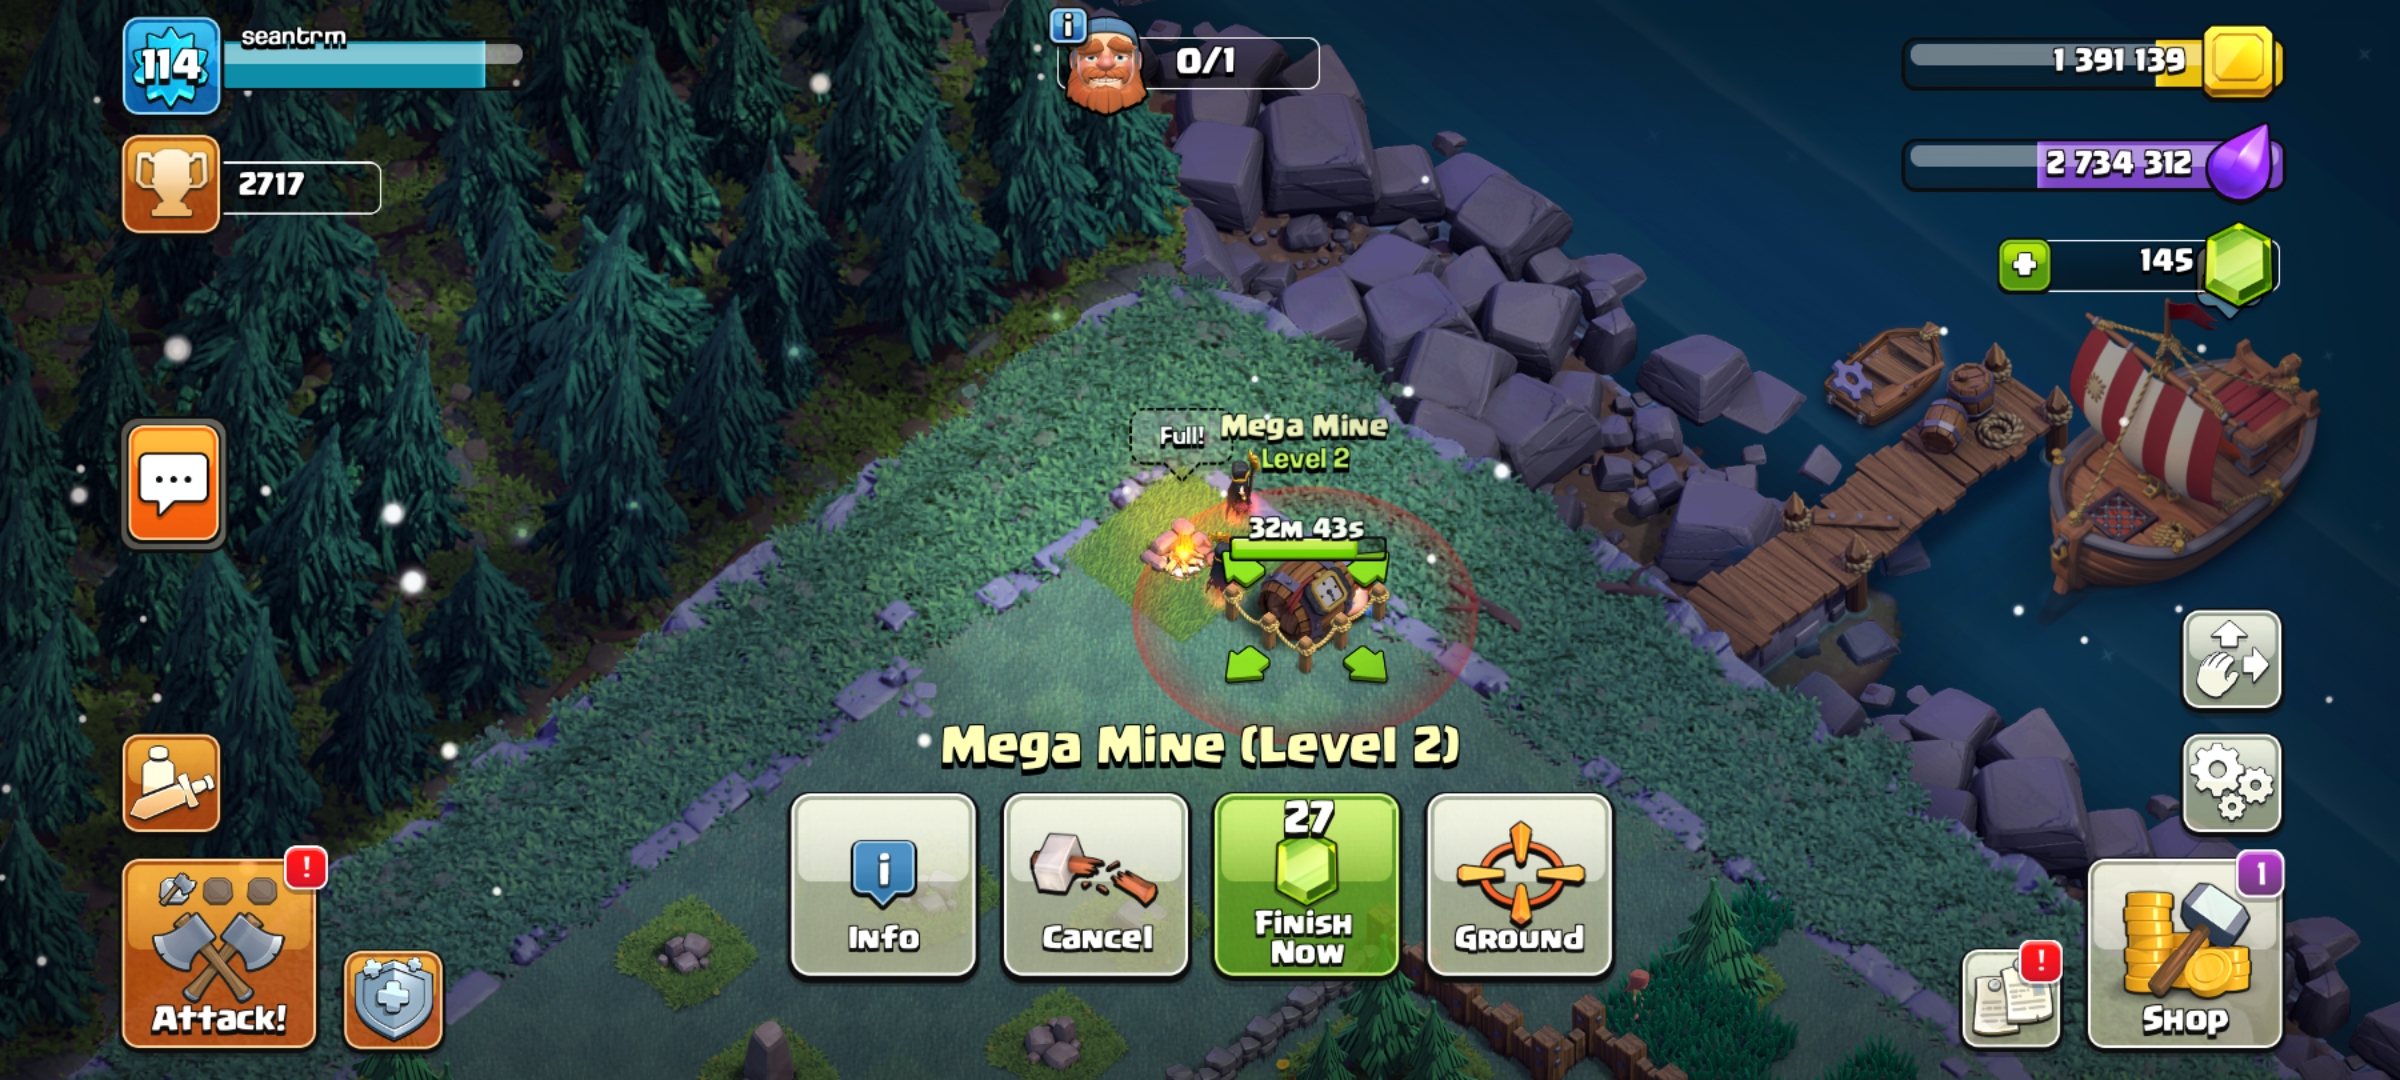 114
seantrm
0/1
1 391 139
2717
2 734 312
145
Full!
Mega Mine
Level 2
32m 43s
Mega Mine (Level 2)
Info
Cancel
27
Finish
Now
Ground
!
Attack!
!
1
Shop